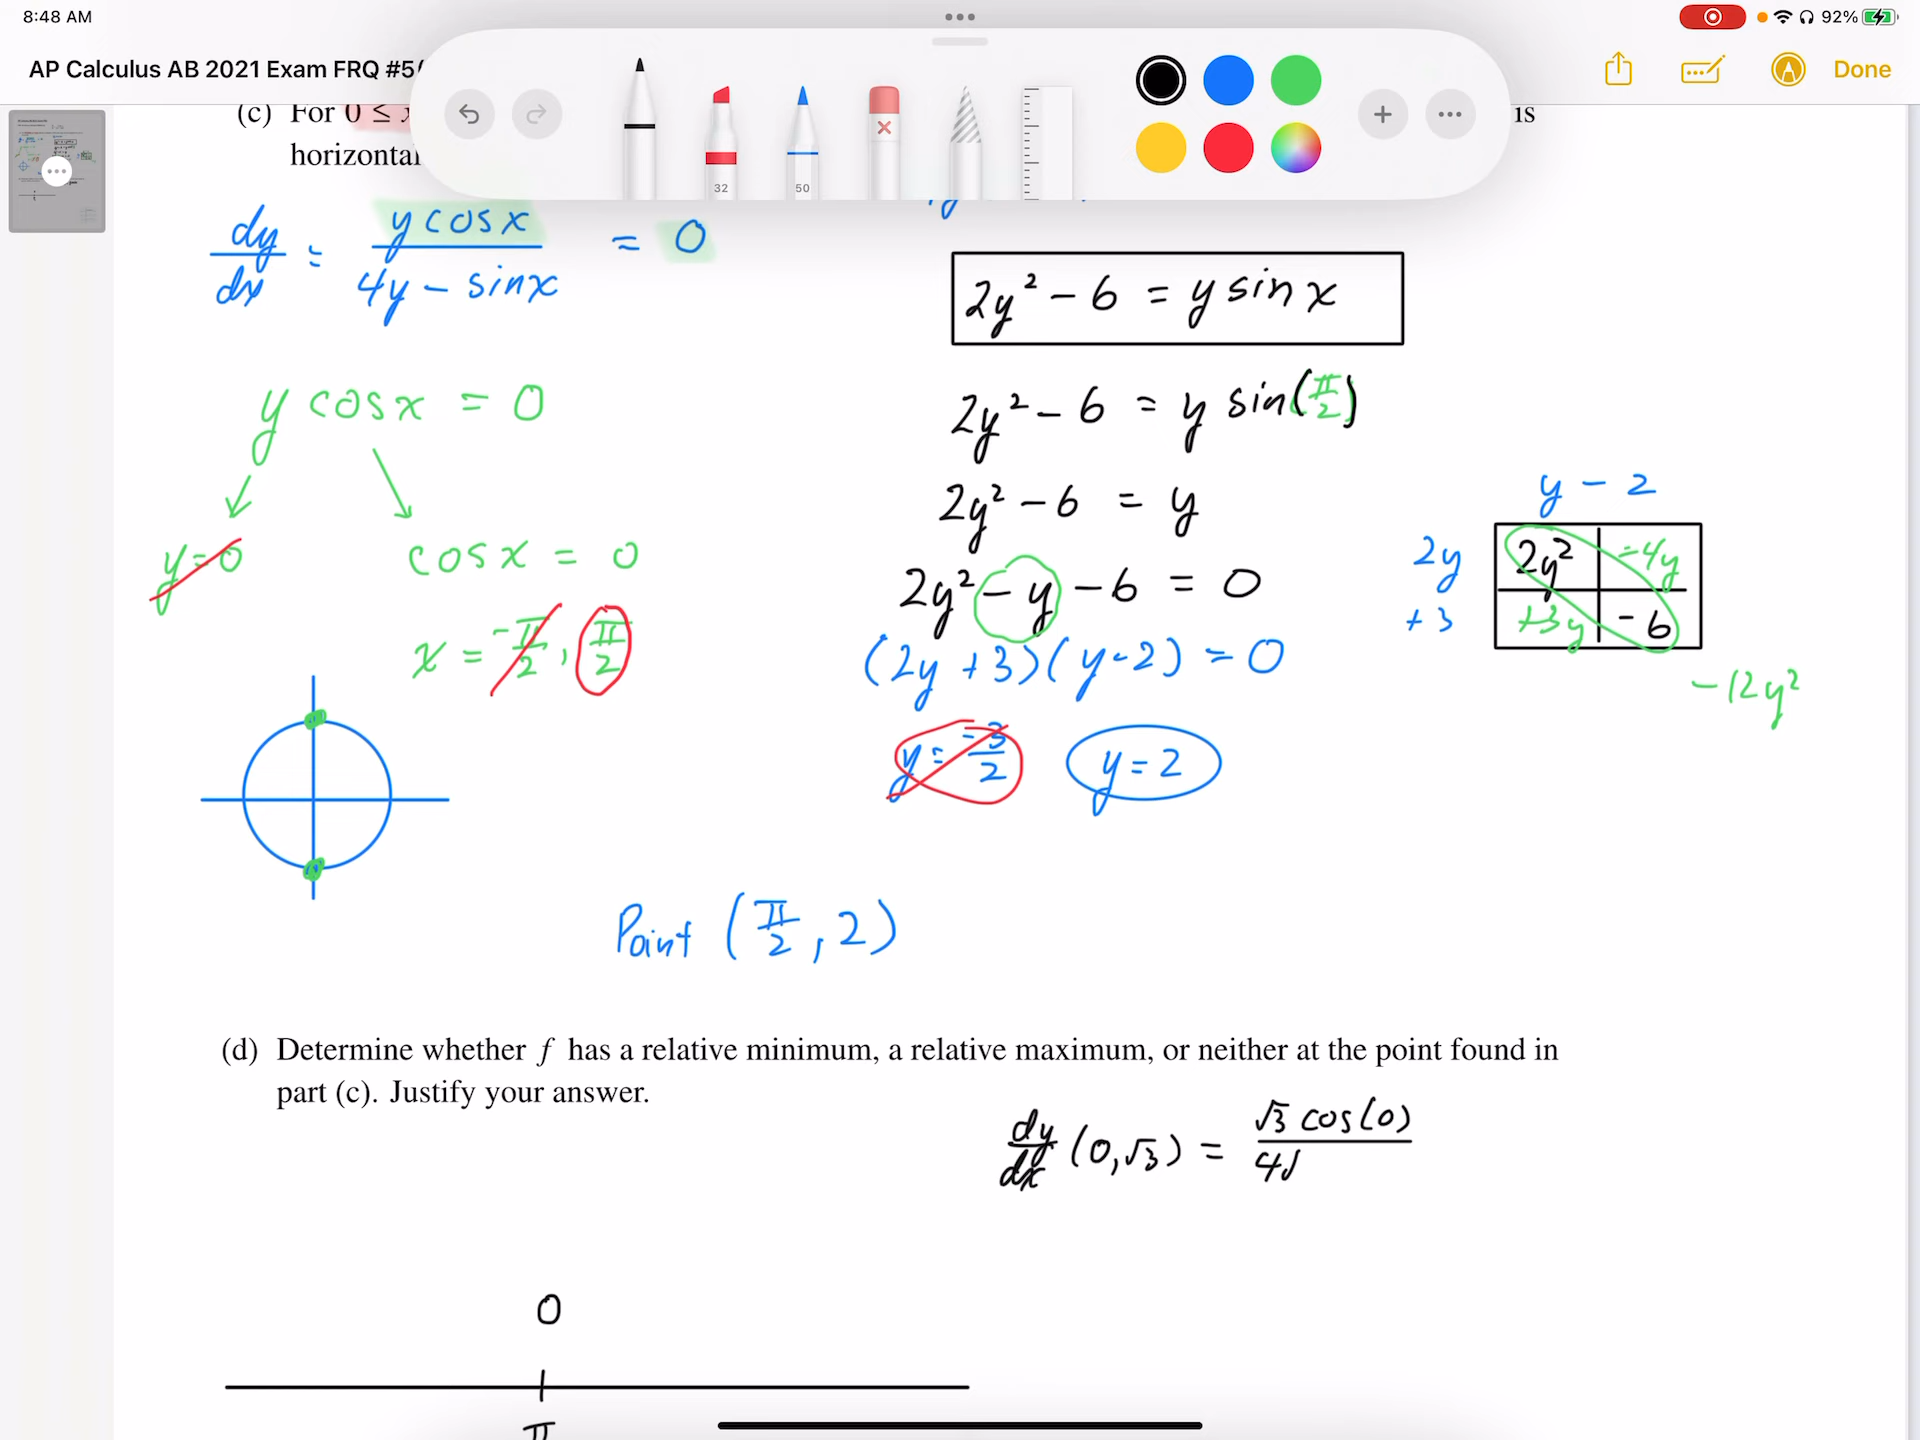 8:48 AM
92%
AP Calculus AB 2021 Exam FRQ #5(
Done
32
50
(c) For 0 ≤ is
horizontal
dy/dx = y cos x / 4y - sin x = 0
2y² - 6 = y sin x
y cos x = 0
2y² - 6 = y sin(π/2)
y = 0
cos x = 0
2y² - 6 = y
x = -π/2, π/2
2y² - y - 6 = 0
(2y + 3)(y - 2) = 0
y = -3/2
y = 2
y - 2
2y 2y² -4y
+3 +3y -6
-12y²
Point (π/2, 2)
(d) Determine whether f has a relative minimum, a relative maximum, or neither at the point found in
part (c). Justify your answer.
dy/dx (0, √3) = √3 cos(0) / 4√
0
π